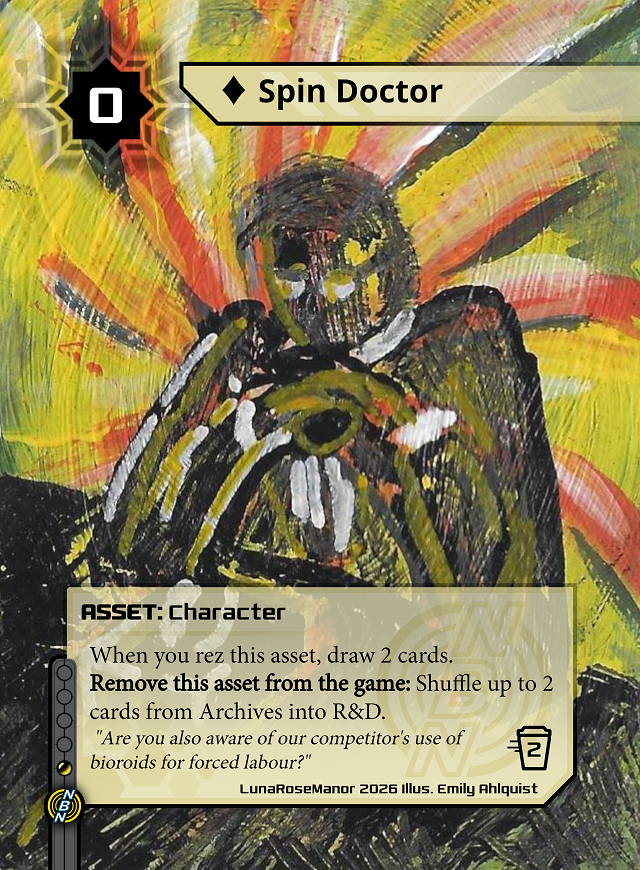 0
♦ Spin Doctor
ASSET: Character
When you rez this asset, draw 2 cards.
Remove this asset from the game: Shuffle up to 2
cards from Archives into R&D.
"Are you also aware of our competitor's use of
bioroids for forced labour?"
2
LunaRoseManor 2026 Illus. Emily Ahlquist
NBN
NBN